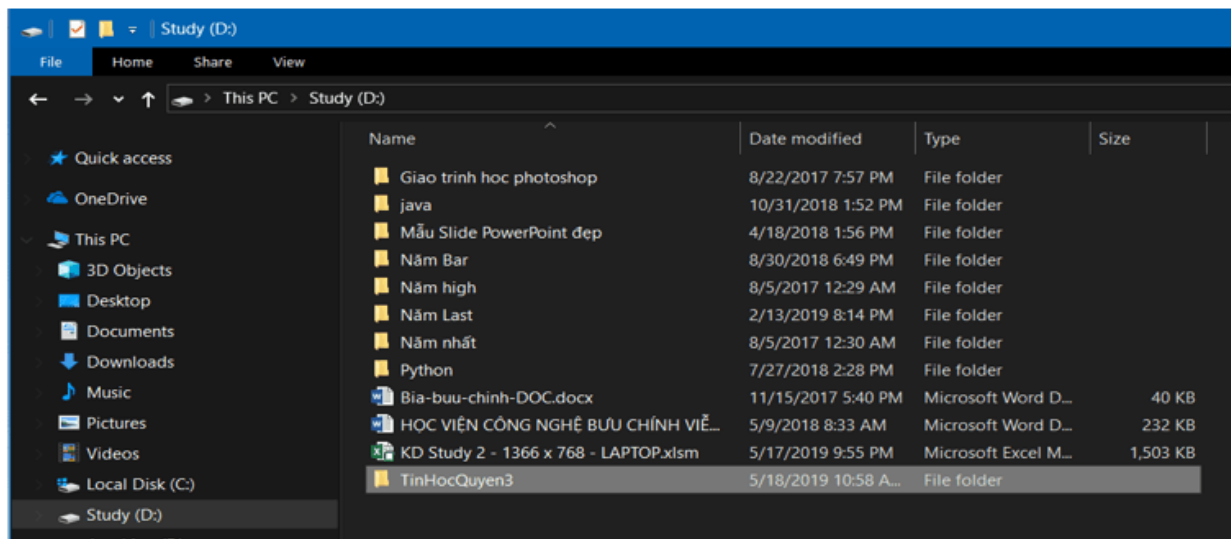 Study (D:)
File Home Share View
This PC > Study (D:)
Quick access
OneDrive
This PC
3D Objects
Desktop
Documents
Downloads
Music
Pictures
Videos
Local Disk (C:)
Study (D:)
Name Date modified Type Size
Giao trinh hoc photoshop 8/22/2017 7:57 PM File folder
java 10/31/2018 1:52 PM File folder
Mẫu Slide PowerPoint đẹp 4/18/2018 1:56 PM File folder
Năm Bar 8/30/2018 6:49 PM File folder
Năm high 8/5/2017 12:29 AM File folder
Năm Last 2/13/2019 8:14 PM File folder
Năm nhất 8/5/2017 12:30 AM File folder
Python 7/27/2018 2:28 PM File folder
Bia-buu-chinh-DOC.docx 11/15/2017 5:40 PM Microsoft Word D... 40 KB
HỌC VIỆN CÔNG NGHỆ BƯU CHÍNH VIỄ... 5/9/2018 8:33 AM Microsoft Word D... 232 KB
KD Study 2 - 1366 x 768 - LAPTOP.xlsm 5/17/2019 9:55 PM Microsoft Excel M... 1,503 KB
TinHocQuyen3 5/18/2019 10:58 A... File folder